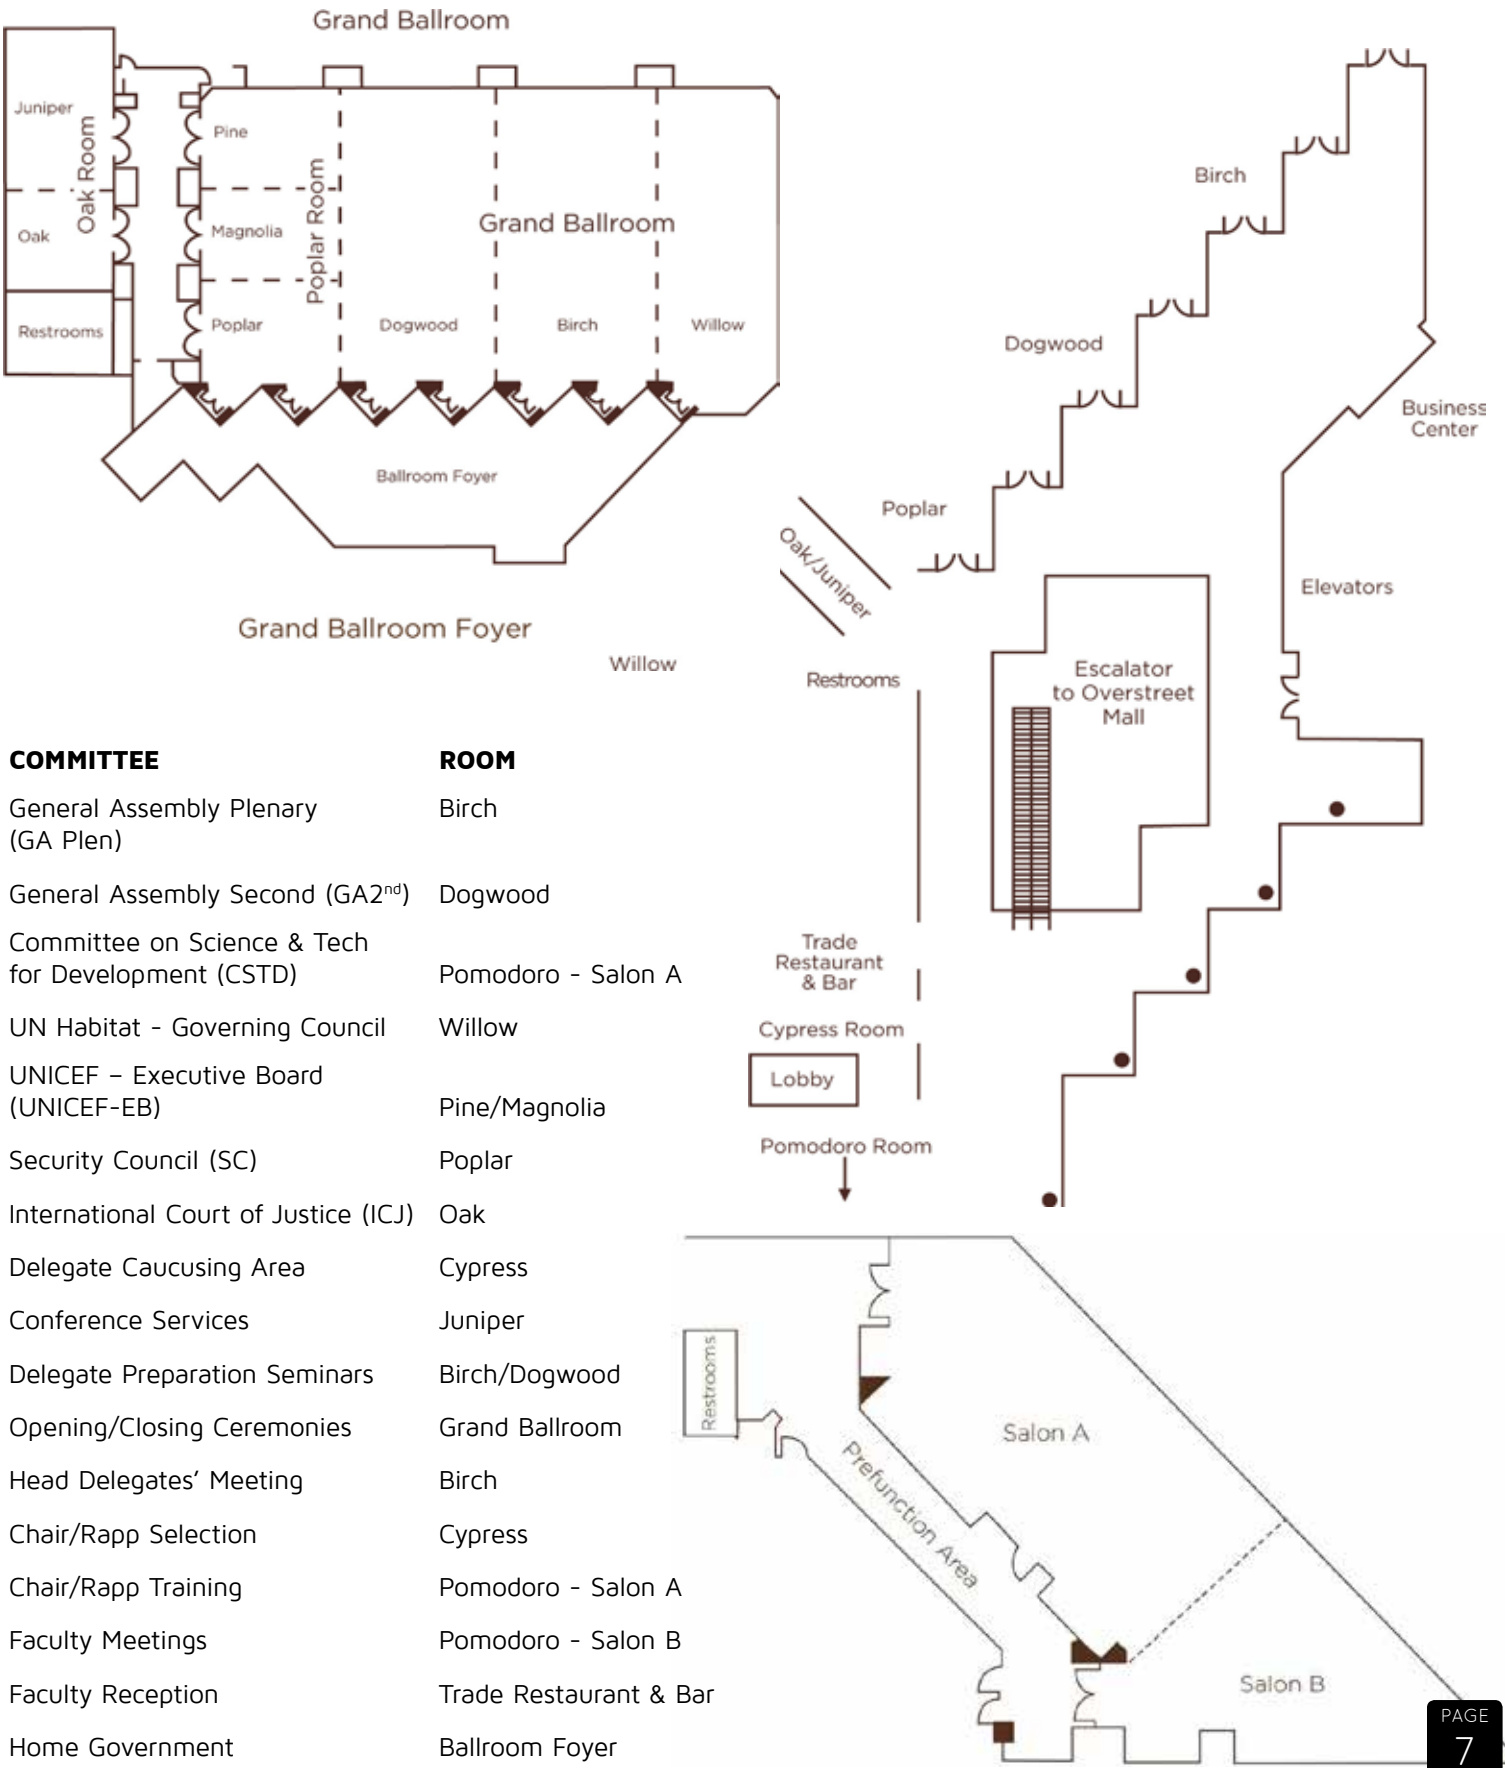 Grand Ballroom
Juniper
Oak Room
Oak
Restrooms
Pine
Magnolia
Poplar Room
Poplar
Grand Ballroom
Dogwood
Birch
Willow
Ballroom Foyer
Grand Ballroom Foyer
Willow
Birch
Dogwood
Poplar
Oak/Juniper
Restrooms
Business
Center
Elevators
Escalator
to Overstreet
Mall
Trade
Restaurant
& Bar
Cypress Room
Lobby
Pomodoro Room
COMMITTEE ROOM
General Assembly Plenary Birch
(GA Plen)
General Assembly Second (GA2nd) Dogwood
Committee on Science & Tech
for Development (CSTD) Pomodoro - Salon A
UN Habitat - Governing Council Willow
UNICEF – Executive Board
(UNICEF-EB) Pine/Magnolia
Security Council (SC) Poplar
International Court of Justice (ICJ) Oak
Delegate Caucusing Area Cypress
Conference Services Juniper
Delegate Preparation Seminars Birch/Dogwood
Opening/Closing Ceremonies Grand Ballroom
Head Delegates’ Meeting Birch
Chair/Rapp Selection Cypress
Chair/Rapp Training Pomodoro - Salon A
Faculty Meetings Pomodoro - Salon B
Faculty Reception Trade Restaurant & Bar
Home Government Ballroom Foyer
Restrooms
Prefunction Area
Salon A
Salon B
PAGE
7